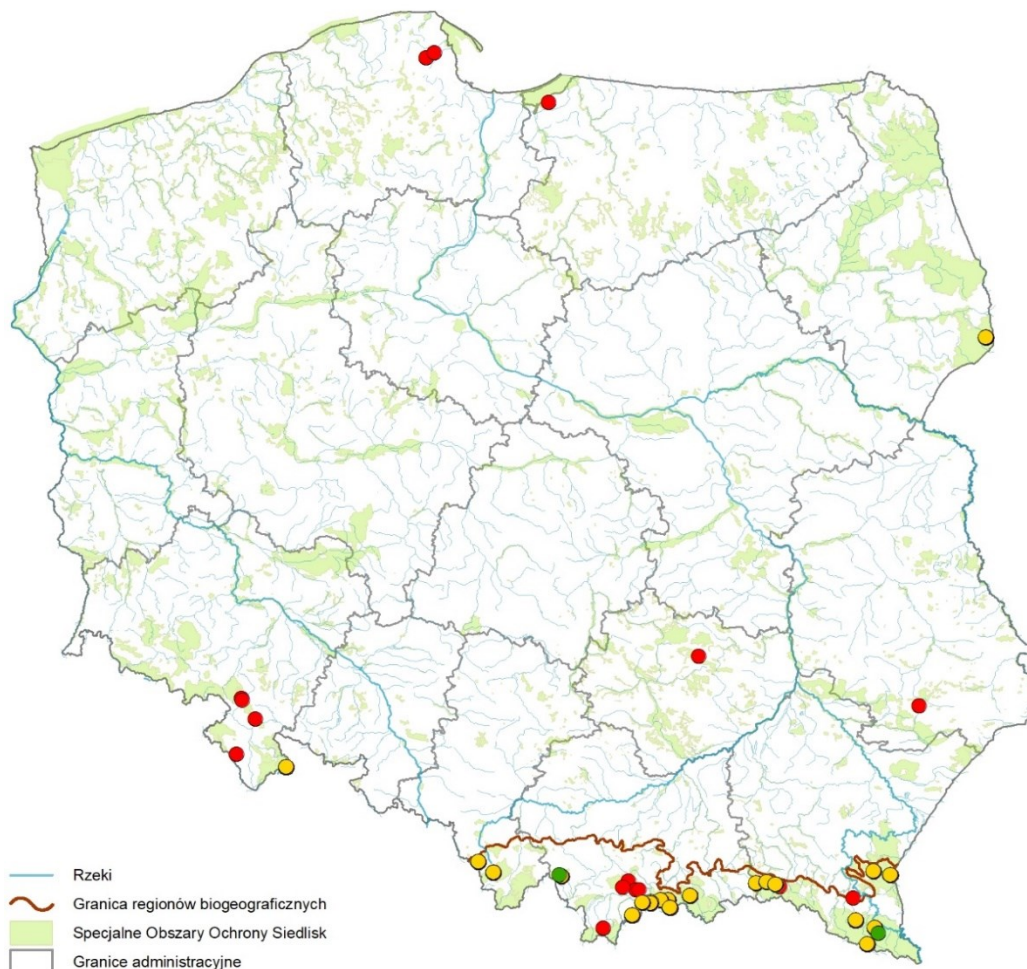 Rzeki
Granica regionów biogeograficznych
Specjalne Obszary Ochrony Siedlisk
Granice administracyjne